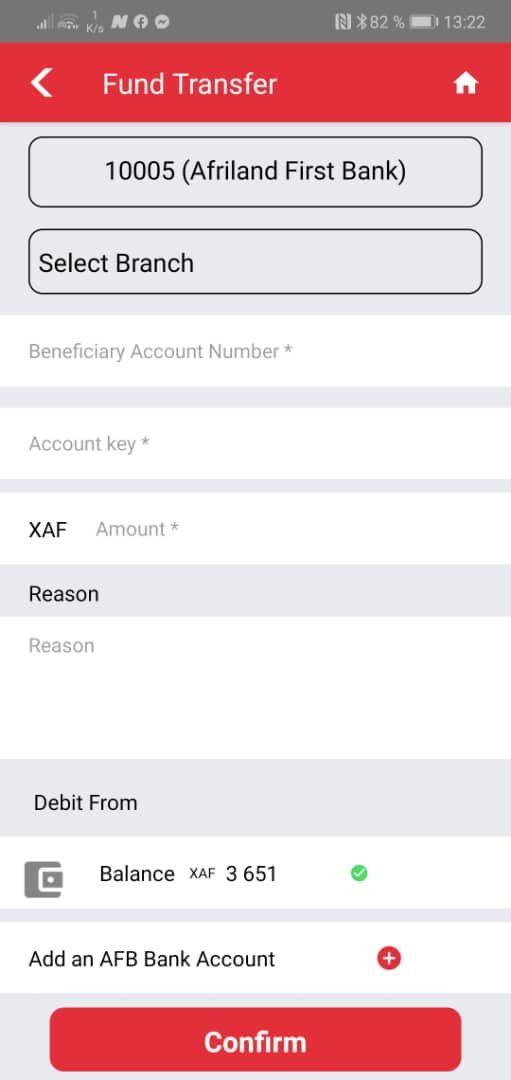 1 K/s 82 % 13:22
Fund Transfer
10005 (Afriland First Bank)
Select Branch
Beneficiary Account Number *
Account key *
XAF Amount *
Reason
Reason
Debit From
Balance XAF 3 651
Add an AFB Bank Account
Confirm